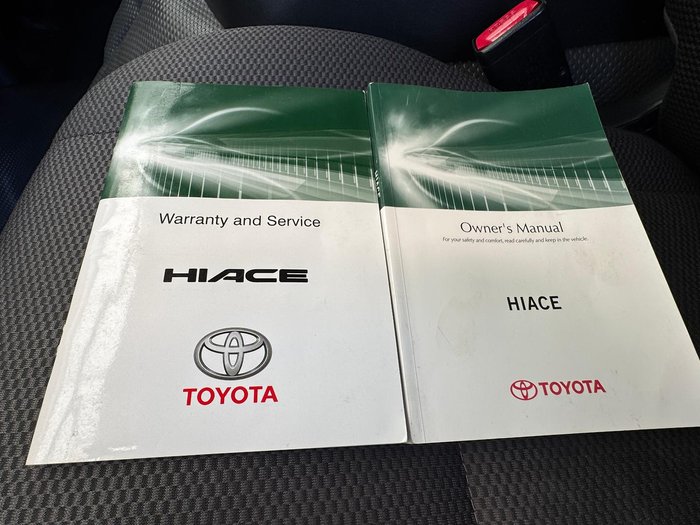 Warranty and Service
HIACE
TOYOTA
Owner's Manual
For your safety and comfort, read carefully and keep in the vehicle.
HIACE
TOYOTA